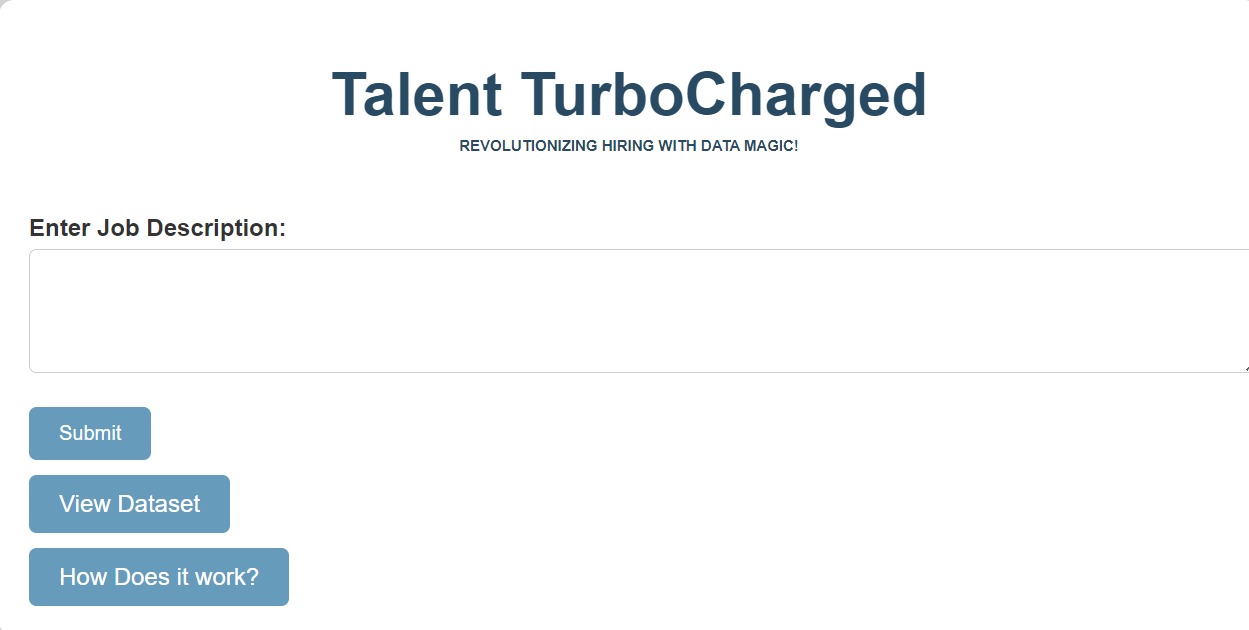 Talent TurboCharged
REVOLUTIONIZING HIRING WITH DATA MAGIC!
Enter Job Description:
Submit
View Dataset
How Does it work?